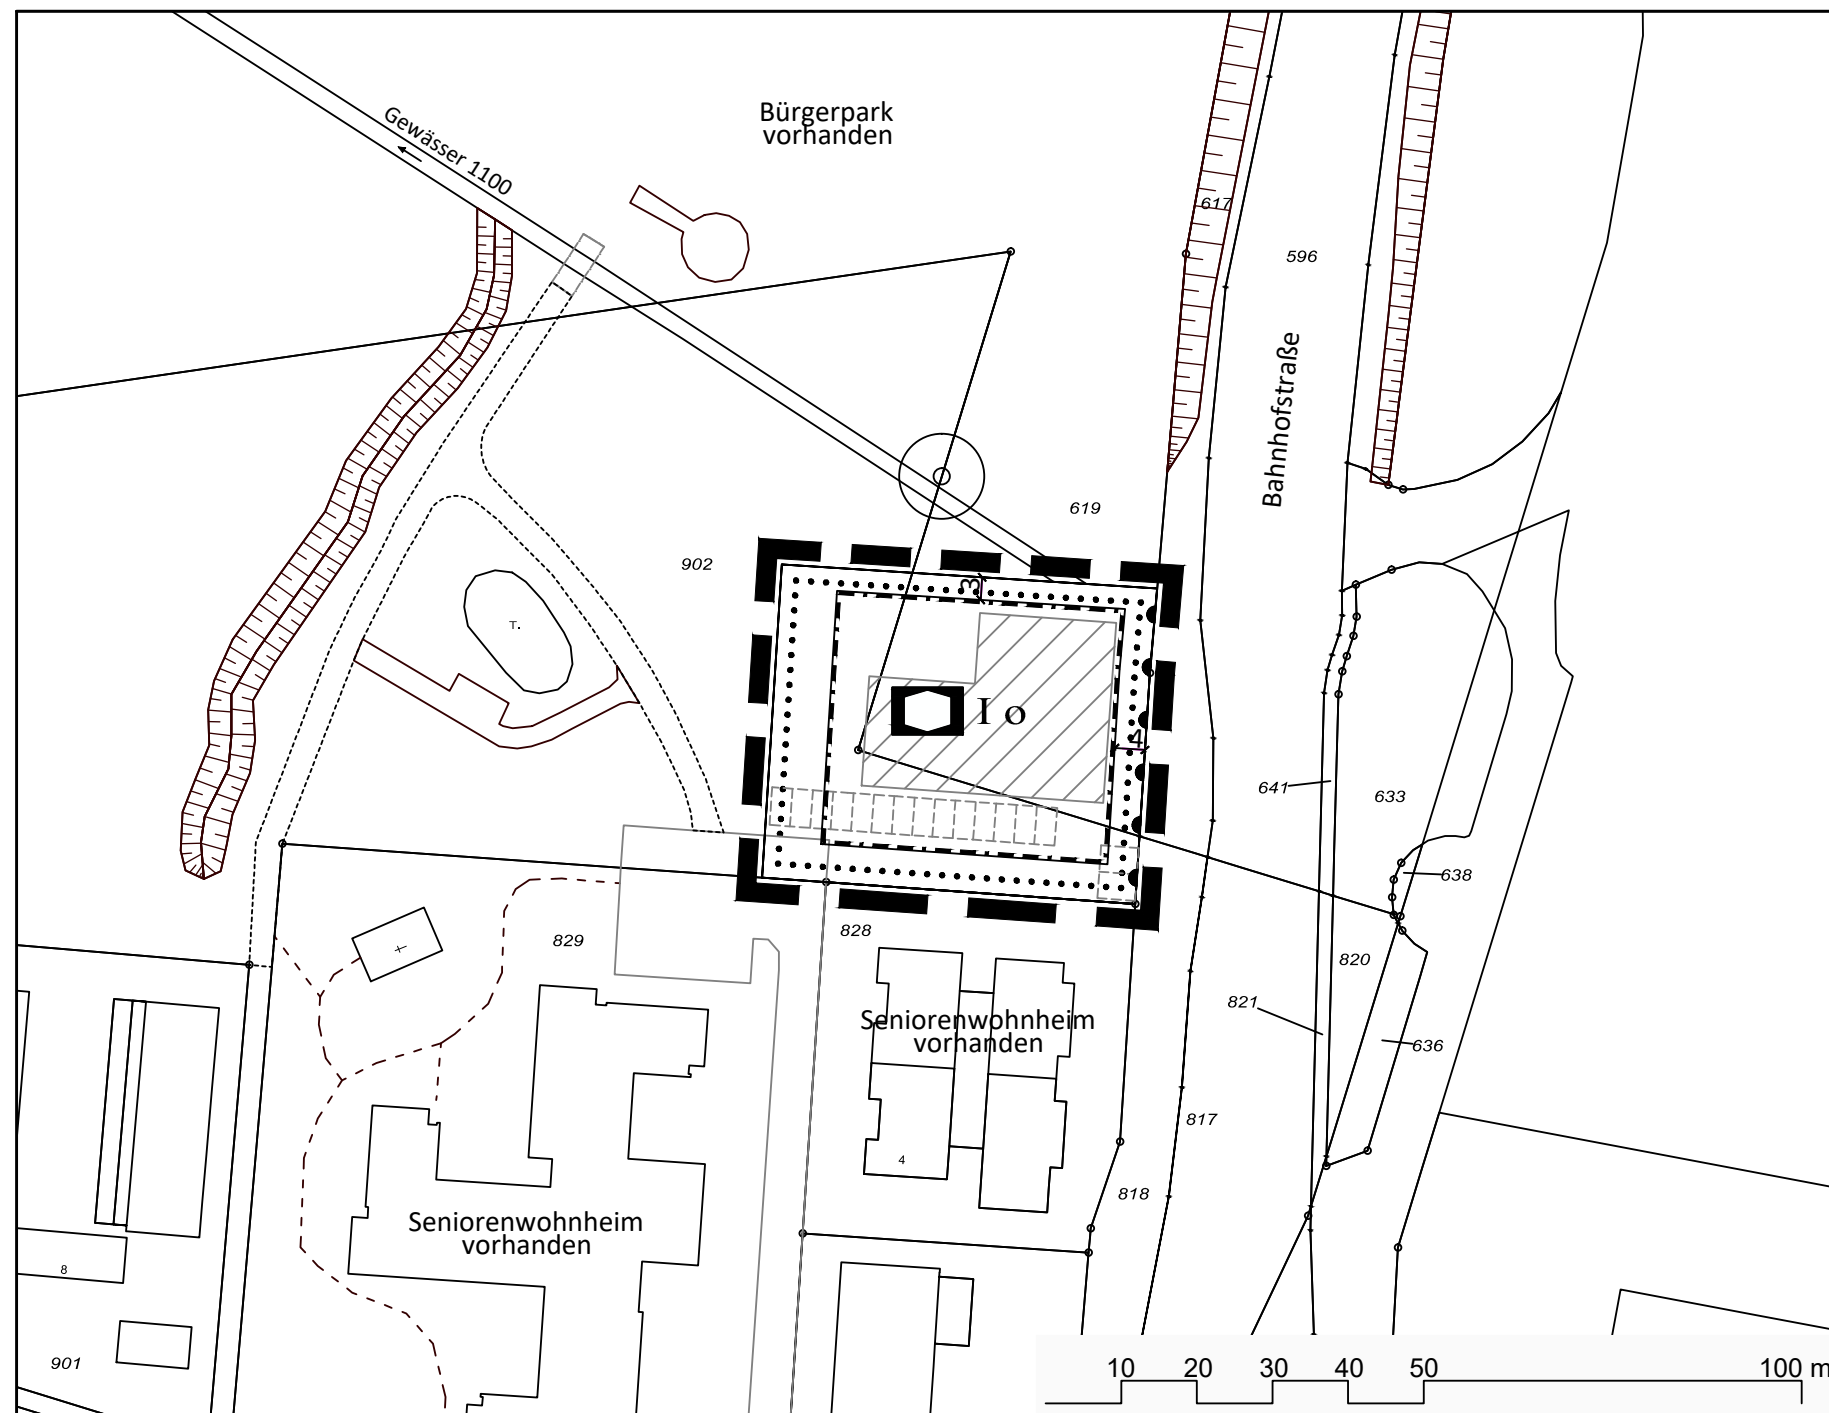 Bürgerpark
vorhanden
Gewässer 1100
617
596
Bahnhofstraße
619
902
3
T.
I o
4
641
633
638
829
828
820
821
Seniorenwohnheim
vorhanden
636
817
4
818
Seniorenwohnheim
vorhanden
8
901
10 20 30 40 50 100 m